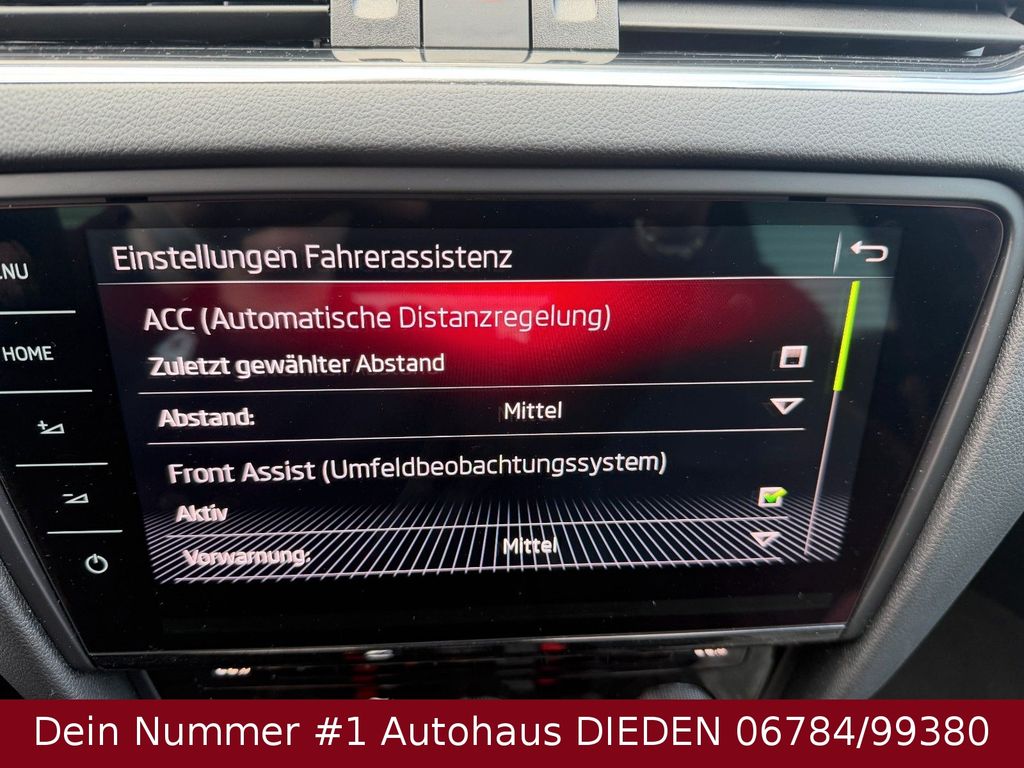 Einstellungen Fahrerassistenz
ACC (Automatische Distanzregelung)
Zuletzt gewählter Abstand
Abstand: Mittel
Front Assist (Umfeldbeobachtungssystem)
Aktiv
Vorwarnung: Mittel
HOME
Dein Nummer #1 Autohaus DIEDEN 06784/99380